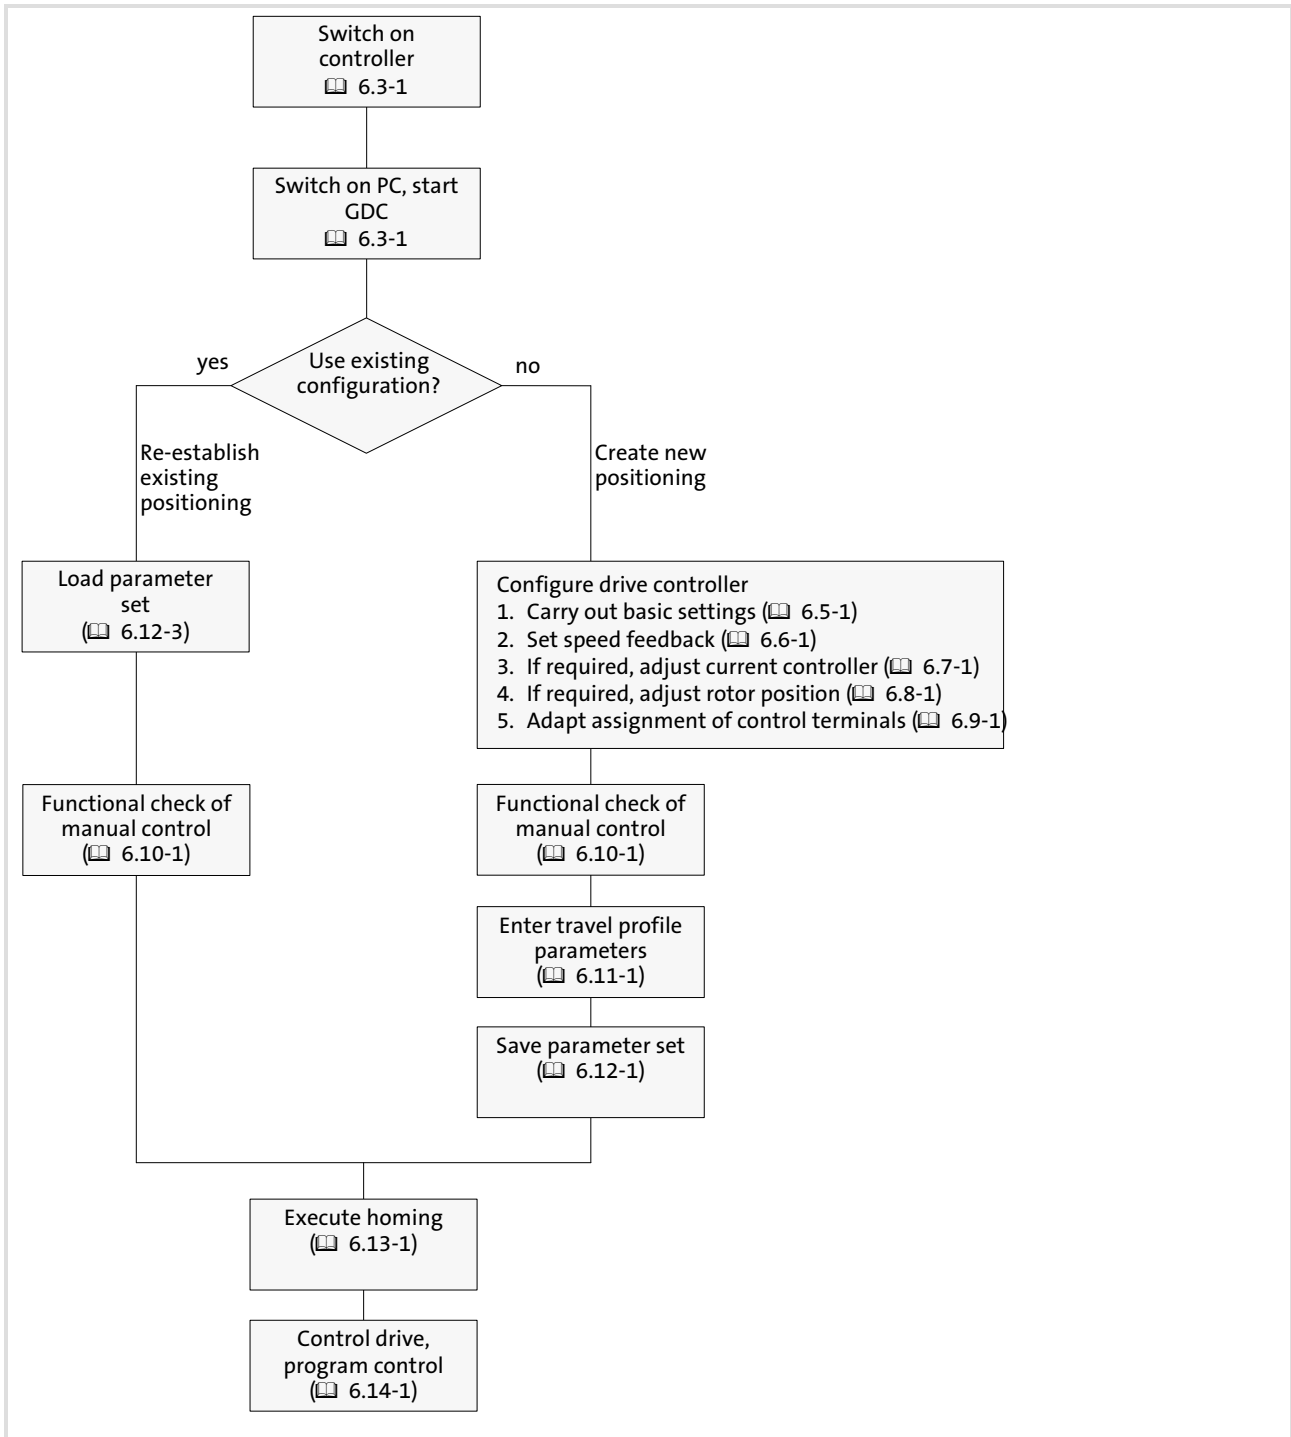 Switch on
controller
6.3-1
Switch on PC, start
GDC
6.3-1
Use existing
configuration?
yes
no
Re-establish
existing
positioning
Create new
positioning
Load parameter
set
( 6.12-3)
Configure drive controller
1. Carry out basic settings ( 6.5-1)
2. Set speed feedback ( 6.6-1)
3. If required, adjust current controller ( 6.7-1)
4. If required, adjust rotor position ( 6.8-1)
5. Adapt assignment of control terminals ( 6.9-1)
Functional check of
manual control
( 6.10-1)
Functional check of
manual control
( 6.10-1)
Enter travel profile
parameters
( 6.11-1)
Save parameter set
( 6.12-1)
Execute homing
( 6.13-1)
Control drive,
program control
( 6.14-1)